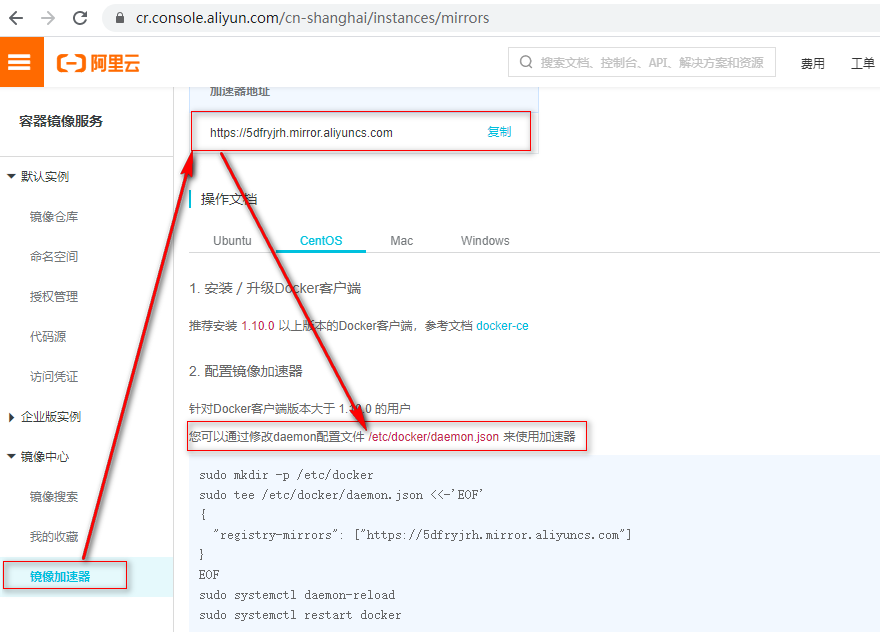 cr.console.aliyun.com/cn-shanghai/instances/mirrors
阿里云
搜索文档、控制台、API、解决方案和资源
费用
工单
容器镜像服务
默认实例
镜像仓库
命名空间
授权管理
代码源
访问凭证
企业版实例
镜像中心
镜像搜索
我的收藏
镜像加速器
加速器地址
https://5dfryjrh.mirror.aliyuncs.com 复制
操作文档
Ubuntu CentOS Mac Windows
1. 安装 / 升级Docker客户端
推荐安装 1.10.0 以上版本的Docker客户端，参考文档 docker-ce
2. 配置镜像加速器
针对Docker客户端版本大于 1.10.0 的用户
您可以通过修改daemon配置文件 /etc/docker/daemon.json 来使用加速器
sudo mkdir -p /etc/docker
sudo tee /etc/docker/daemon.json <<-'EOF'
{
"registry-mirrors": ["https://5dfryjrh.mirror.aliyuncs.com"]
}
EOF
sudo systemctl daemon-reload
sudo systemctl restart docker